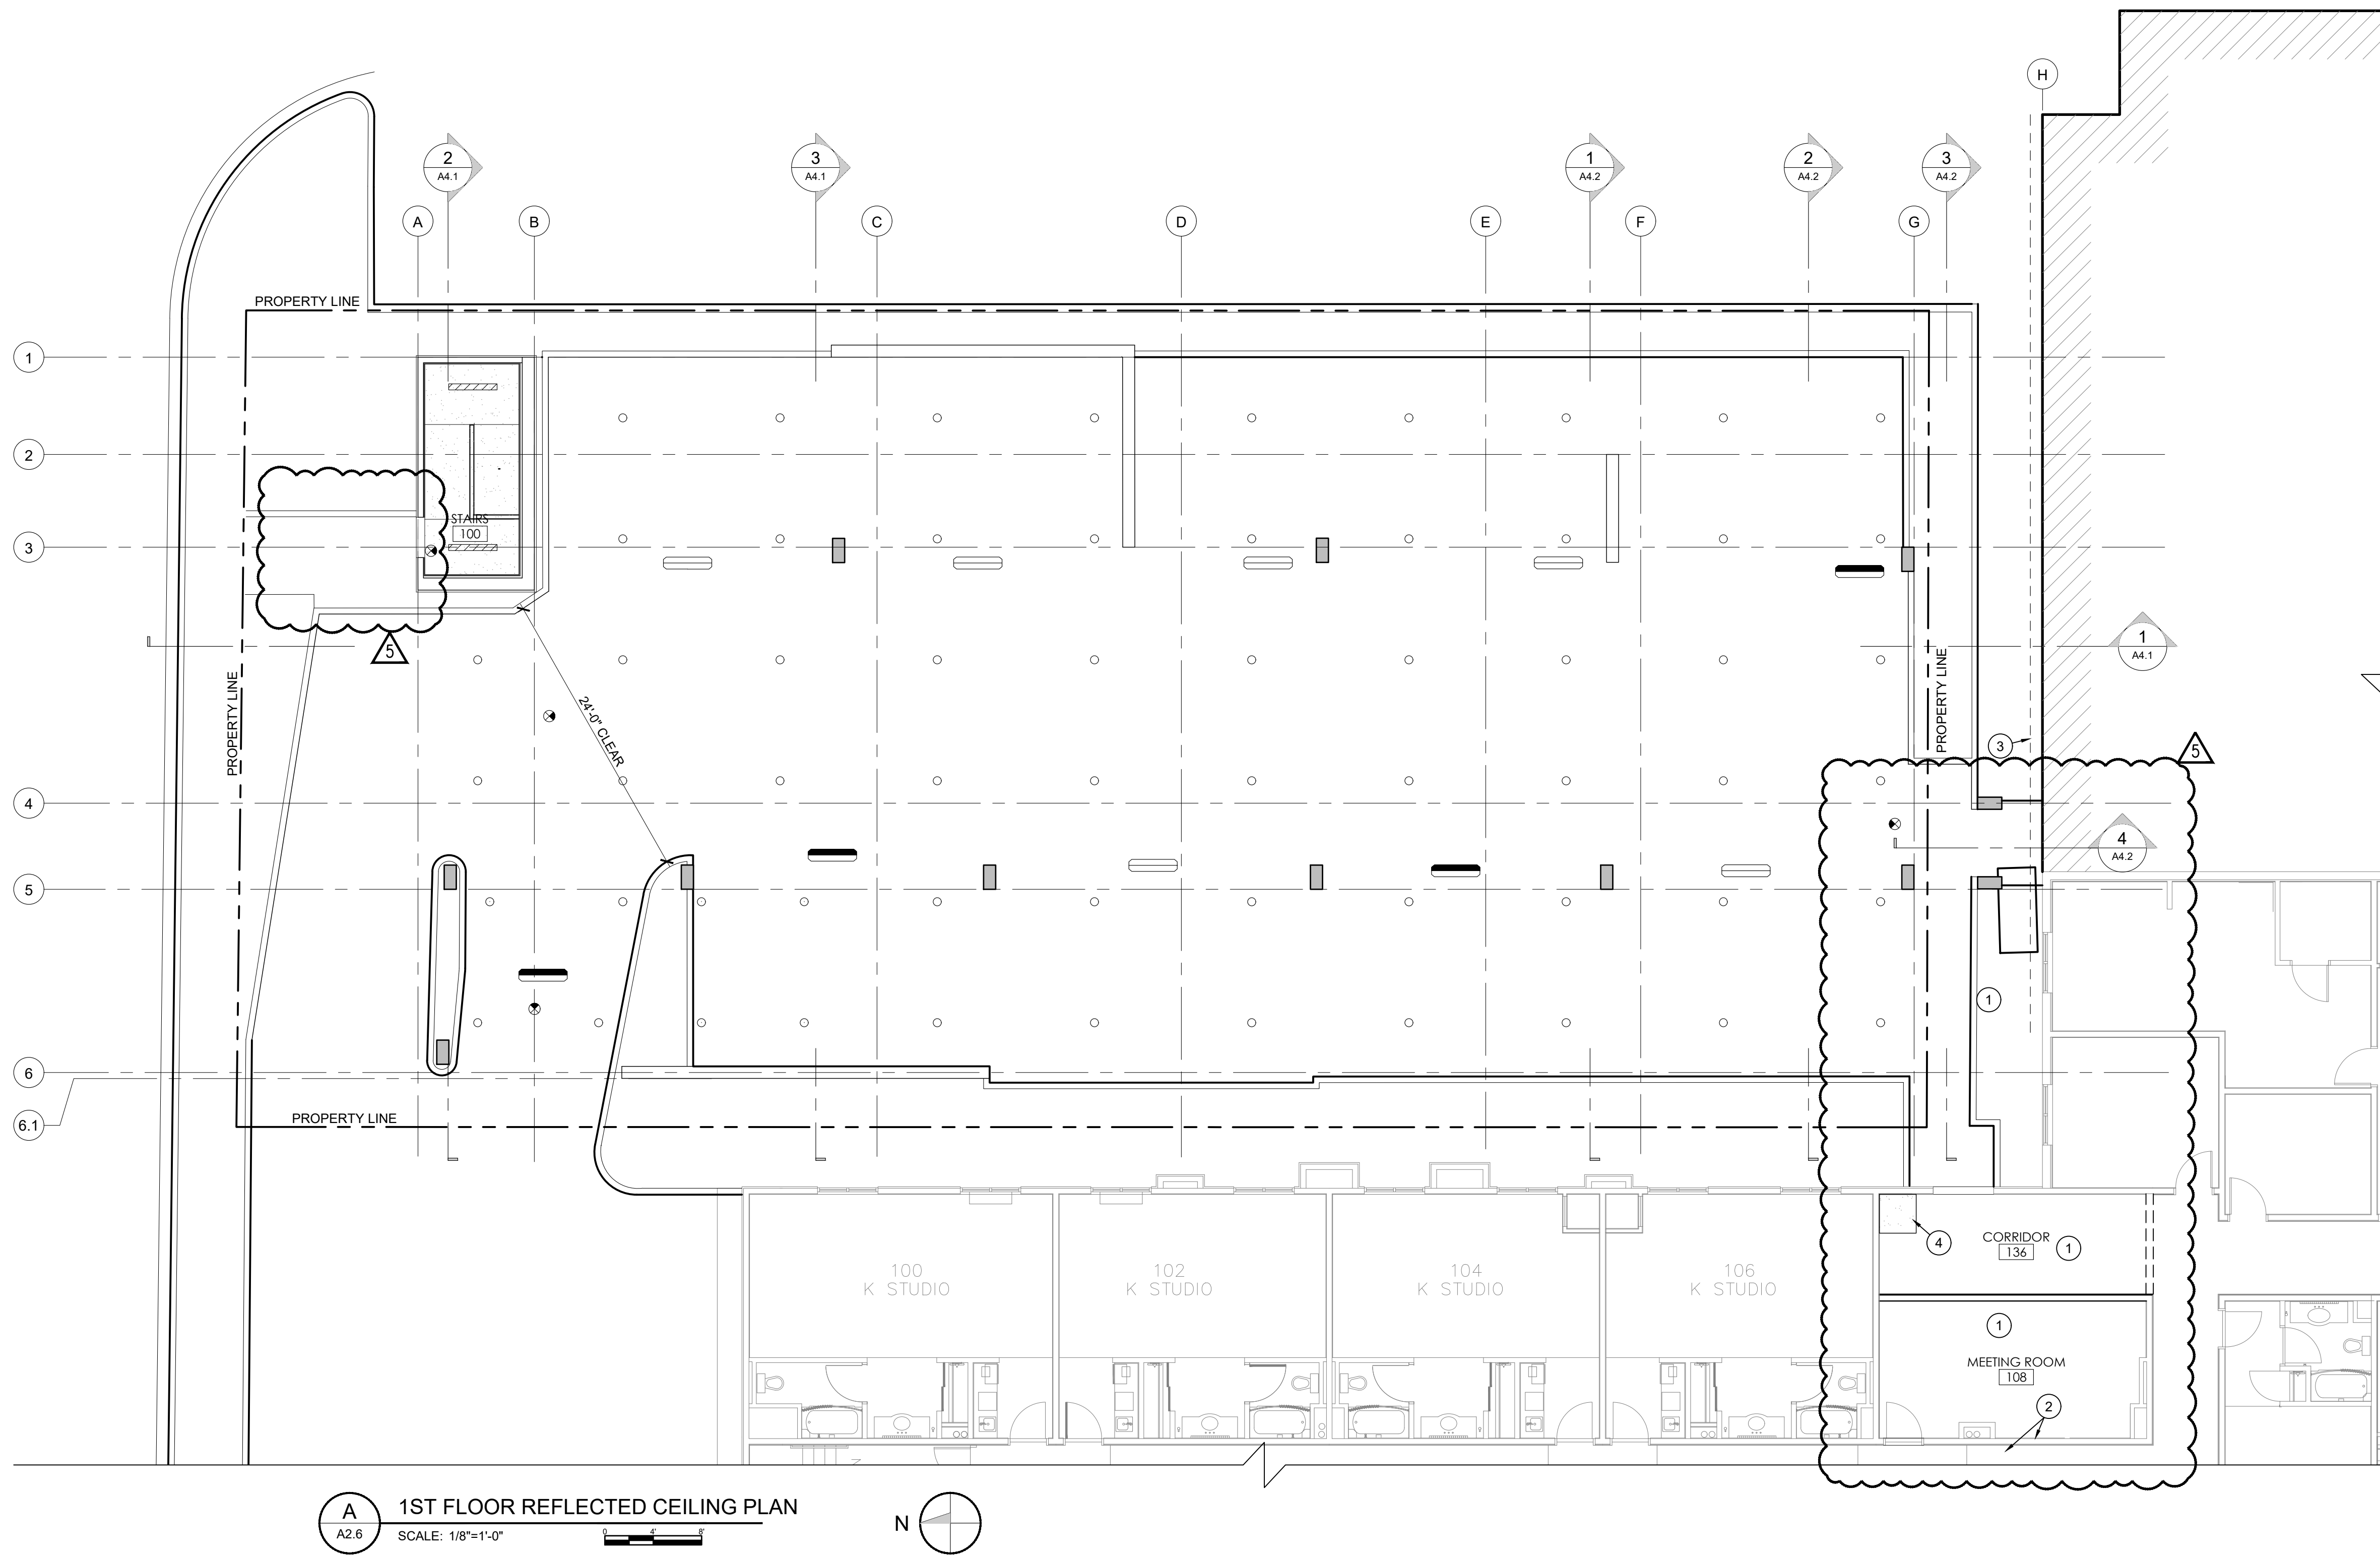 H
2
A4.1
3
A4.1
1
A4.2
2
A4.2
3
A4.2
A
B
C
D
E
F
G
PROPERTY LINE
1
2
3
STAIRS
100
5
1
A4.1
PROPERTY LINE
PROPERTY LINE
24'-0" CLEAR
3
5
4
4
A4.2
5
1
6
6.1
PROPERTY LINE
4
CORRIDOR
136
1
100
K STUDIO
102
K STUDIO
104
K STUDIO
106
K STUDIO
1
MEETING ROOM
108
2
A
A2.6
1ST FLOOR REFLECTED CEILING PLAN
SCALE: 1/8"=1'-0"
0 4' 8'
N